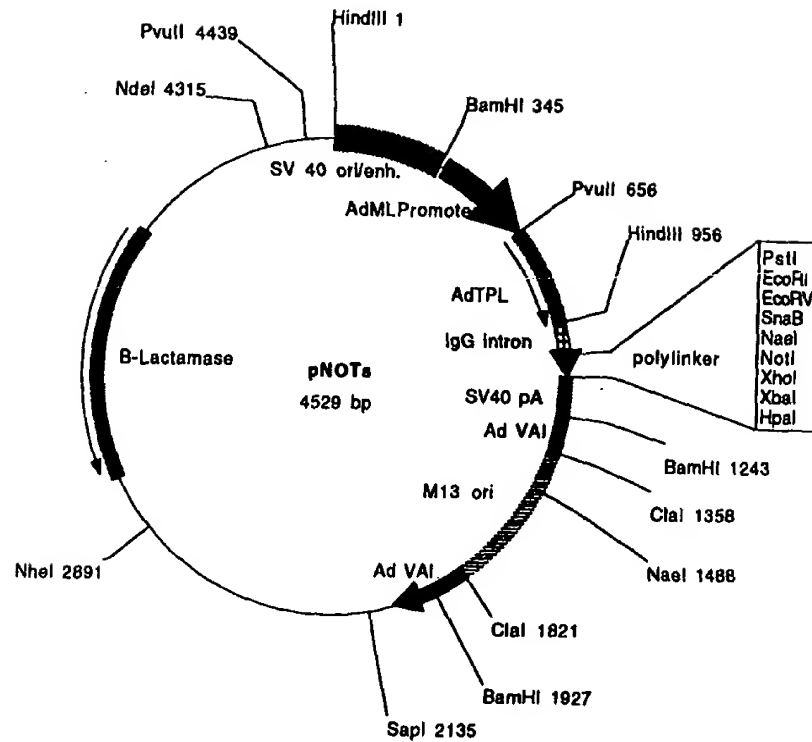 HindIII 1
PvuII 4439
NdeI 4315
BamHI 345
SV 40 ori/enh.
AdMLPromoter
PvuII 656
HindIII 956
PstI
EcoRI
EcoRV
SnaB
NaeI
NotI
XhoI
XbaI
HpaI
AdTPL
IgG intron
polylinker
B-Lactamase
pNOTs
4529 bp
SV40 pA
Ad VAI
BamHI 1243
M13 ori
ClaI 1358
NaeI 1488
NheI 2891
Ad VAI
ClaI 1821
BamHI 1927
SapI 2135